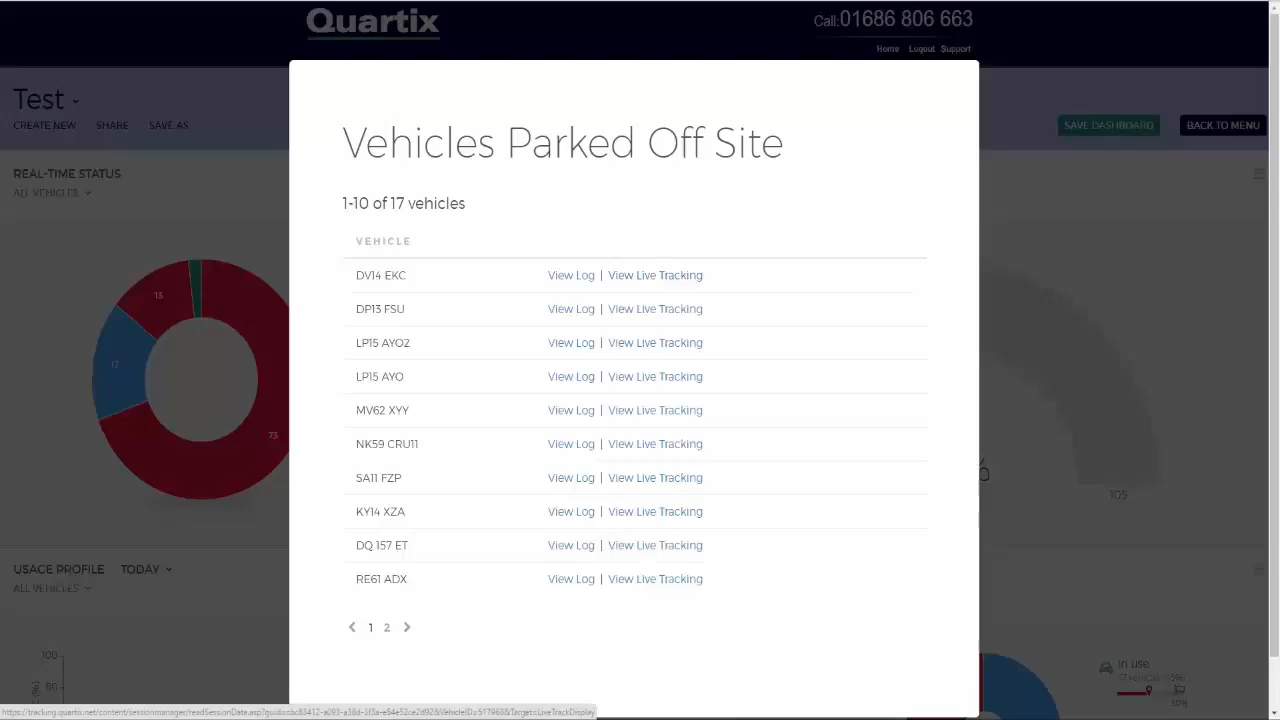 Quartix
Call:01686 806 663
Home Logout Support
Test
CREATE NEW SHARE SAVE AS
SAVE DASHBOARD BACK TO MENU
REAL-TIME STATUS
ALL VEHICLES
Vehicles Parked Off Site
1-10 of 17 vehicles
VEHICLE
DV14 EKC View Log | View Live Tracking
DP13 FSU View Log | View Live Tracking
LP15 AYO2 View Log | View Live Tracking
LP15 AYO View Log | View Live Tracking
MV62 XYY View Log | View Live Tracking
NK59 CRU11 View Log | View Live Tracking
SA11 FZP View Log | View Live Tracking
KY14 XZA View Log | View Live Tracking
DQ 157 ET View Log | View Live Tracking
RE61 ADX View Log | View Live Tracking
1 2
13
17
73
%
105
USAGE PROFILE TODAY
ALL VEHICLES
100
80
(%)
In use
17 vehicles